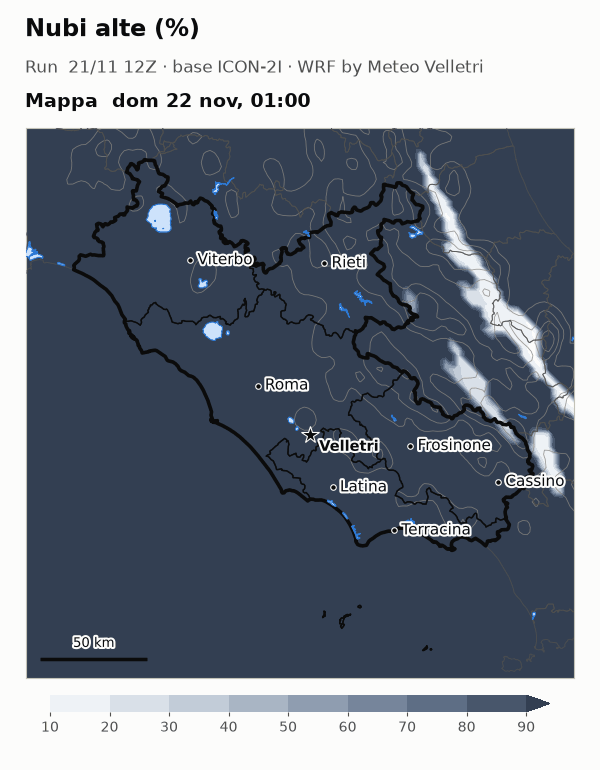 Nubi alte (%)
Run 21/11 12Z · base ICON-2I · WRF by Meteo Velletri
Mappa dom 22 nov, 01:00
Viterbo
Rieti
Roma
Velletri
Frosinone
Cassino
Latina
Terracina
50 km
10 20 30 40 50 60 70 80 90